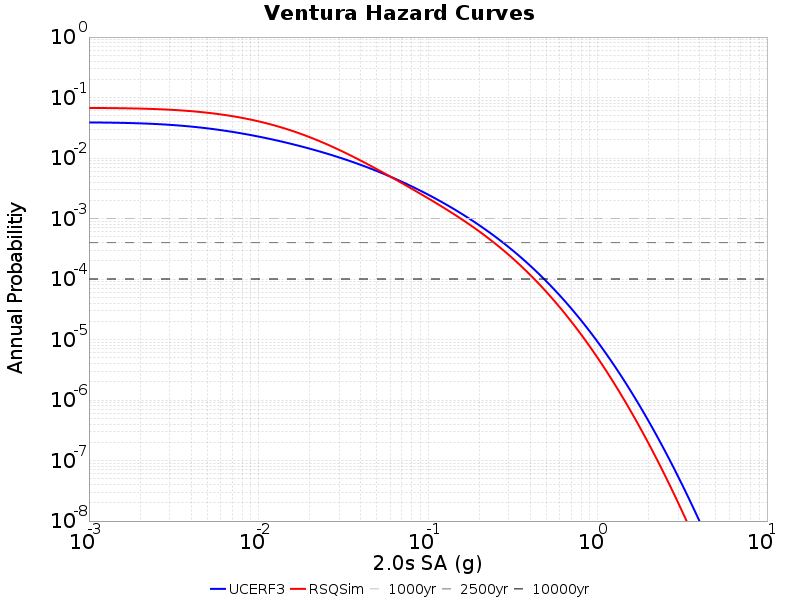 Ventura Hazard Curves
10^0
10^-1
10^-2
10^-3
10^-4
10^-5
10^-6
10^-7
10^-8
Annual Probabilitiy
10^-3 10^-2 10^-1 10^0 10^1
2.0s SA (g)
UCERF3 RSQSim 1000yr 2500yr 10000yr